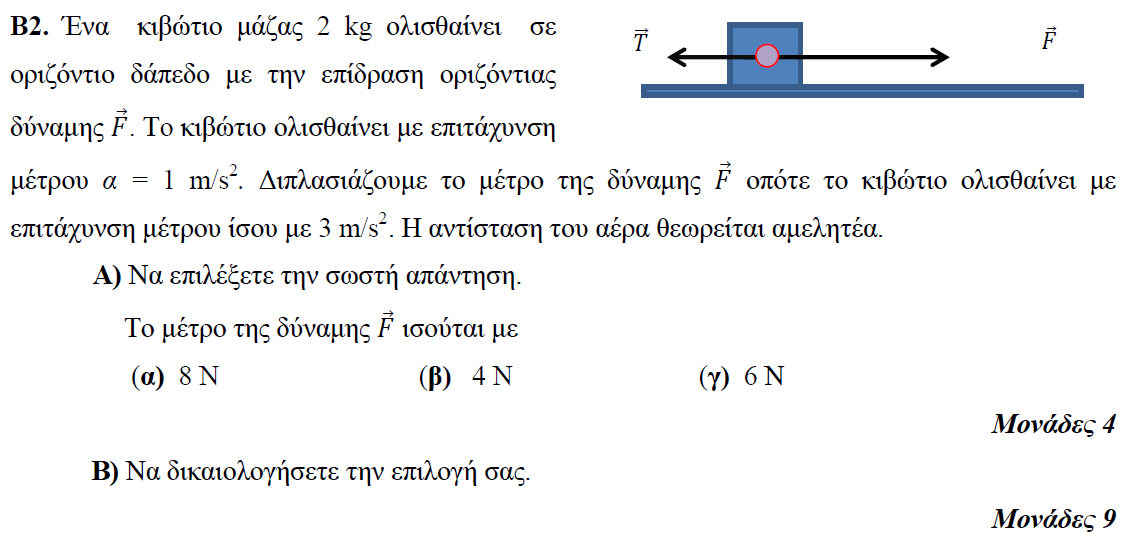 B2. Ένα κιβώτιο μάζας 2 kg ολισθαίνει σε
οριζόντιο δάπεδο με την επίδραση οριζόντιας
δύναμης F⃗. Το κιβώτιο ολισθαίνει με επιτάχυνση
T⃗ F⃗
μέτρου α = 1 m/s². Διπλασιάζουμε το μέτρο της δύναμης F⃗ οπότε το κιβώτιο ολισθαίνει με
επιτάχυνση μέτρου ίσου με 3 m/s². Η αντίσταση του αέρα θεωρείται αμελητέα.
Α) Να επιλέξετε την σωστή απάντηση.
Το μέτρο της δύναμης F⃗ ισούται με
(α) 8 N (β) 4 N (γ) 6 N
Μονάδες 4
Β) Να δικαιολογήσετε την επιλογή σας.
Μονάδες 9